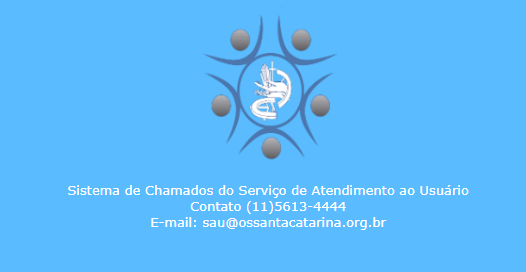 Sistema de Chamados do Serviço de Atendimento ao Usuário
Contato (11)5613-4444
E-mail: sau@ossantacatarina.org.br